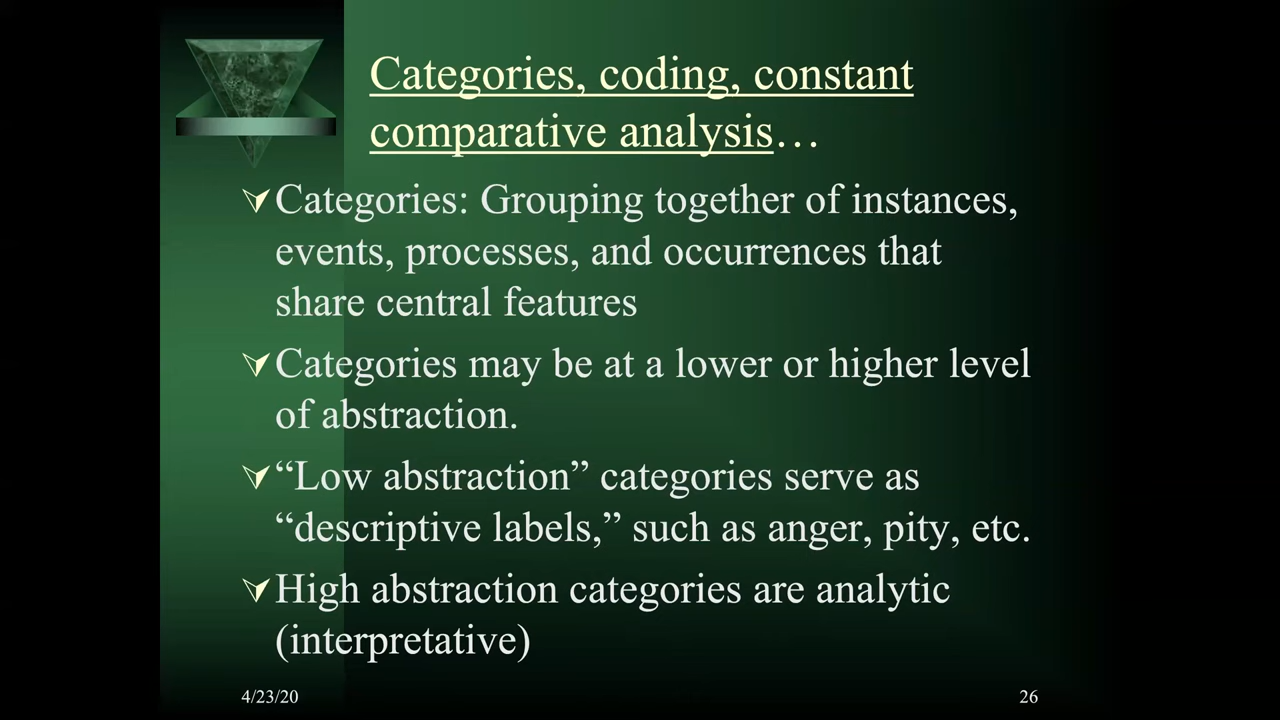 Categories, coding, constant
comparative analysis…
Categories: Grouping together of instances,
events, processes, and occurrences that
share central features
Categories may be at a lower or higher level
of abstraction.
“Low abstraction” categories serve as
“descriptive labels,” such as anger, pity, etc.
High abstraction categories are analytic
(interpretative)
4/23/20
26